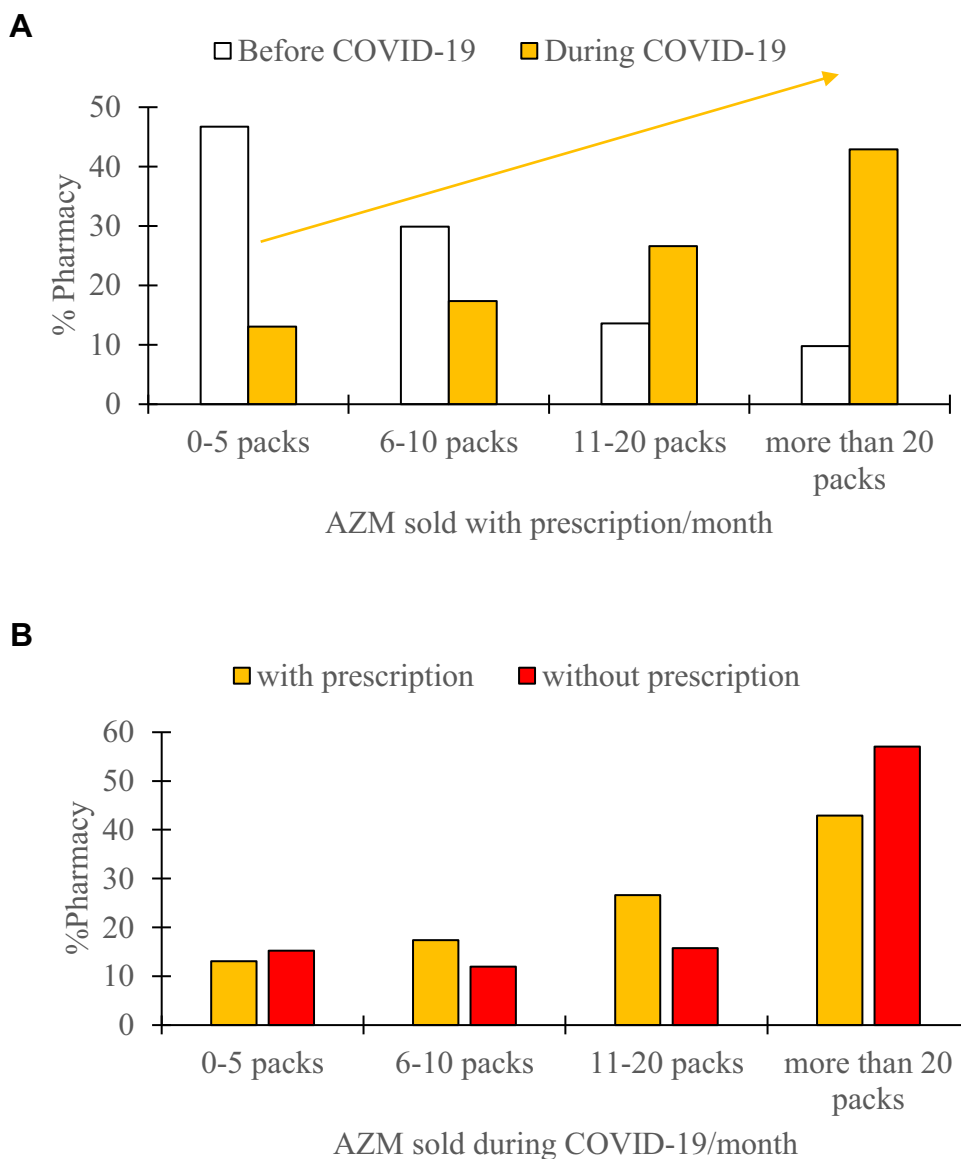 A
Before COVID-19 During COVID-19
50
40
30
20
10
0
% Pharmacy
0-5 packs 6-10 packs 11-20 packs more than 20
packs
AZM sold with prescription/month
B
with prescription without prescription
60
50
40
30
20
10
0
%Pharmacy
0-5 packs 6-10 packs 11-20 packs more than 20
packs
AZM sold during COVID-19/month